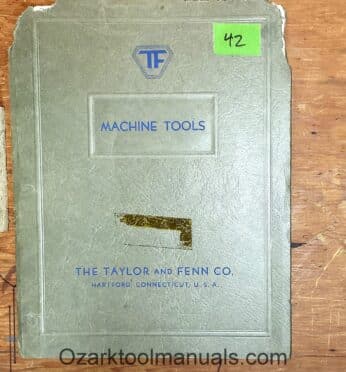 42
TF
MACHINE TOOLS
THE TAYLOR AND FENN CO.
HARTFORD, CONNECTICUT, U.S.A.
Ozarktoolmanuals.com